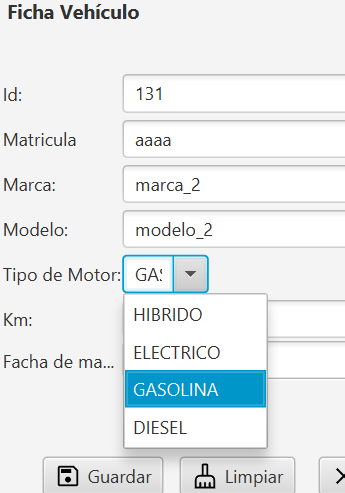 Ficha Vehículo
Id: 131
Matricula aaaa
Marca: marca_2
Modelo: modelo_2
Tipo de Motor: GAS
Km:
HIBRIDO
ELECTRICO
Facha de ma...
GASOLINA
DIESEL
Guardar Limpiar